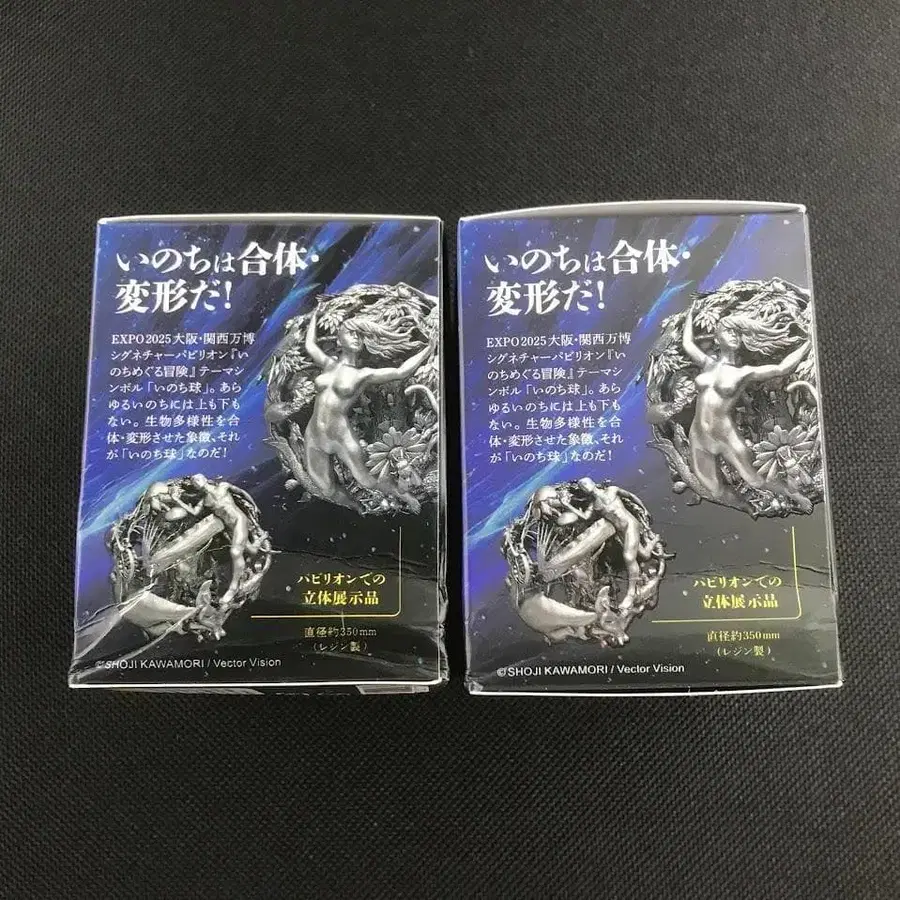 いのちは合体・
変形だ!
EXPO2025大阪・関西万博
シグネチャーパビリオン『い
のちめぐる冒険』テーマシ
ンボル「いのち球」。あら
ゆるいのちには上も下も
ない。生物多様性を合
体・変形させた象徴、それ
が「いのち球」なのだ!
パビリオンでの
立体展示品
直径約350mm
(レジン製)
©SHOJI KAWAMORI / Vector Vision
いのちは合体・
変形だ!
EXPO2025大阪・関西万博
シグネチャーパビリオン『い
のちめぐる冒険』テーマシ
ンボル「いのち球」。あら
ゆるいのちには上も下も
ない。生物多様性を合
体・変形させた象徴、それ
が「いのち球」なのだ!
パビリオンでの
立体展示品
直径約350mm
(レジン製)
©SHOJI KAWAMORI / Vector Vision